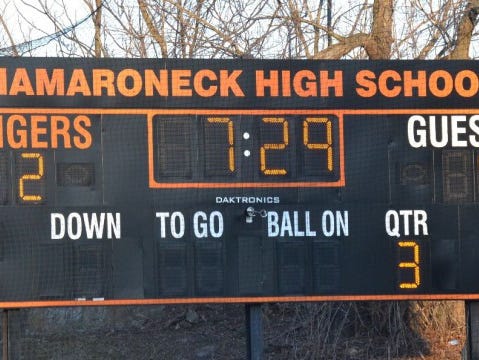 MAMARONECK HIGH SCHOOL
IGERS 7:29 GUES
2
DAKTRONICS
DOWN TO GO BALL ON QTR
3